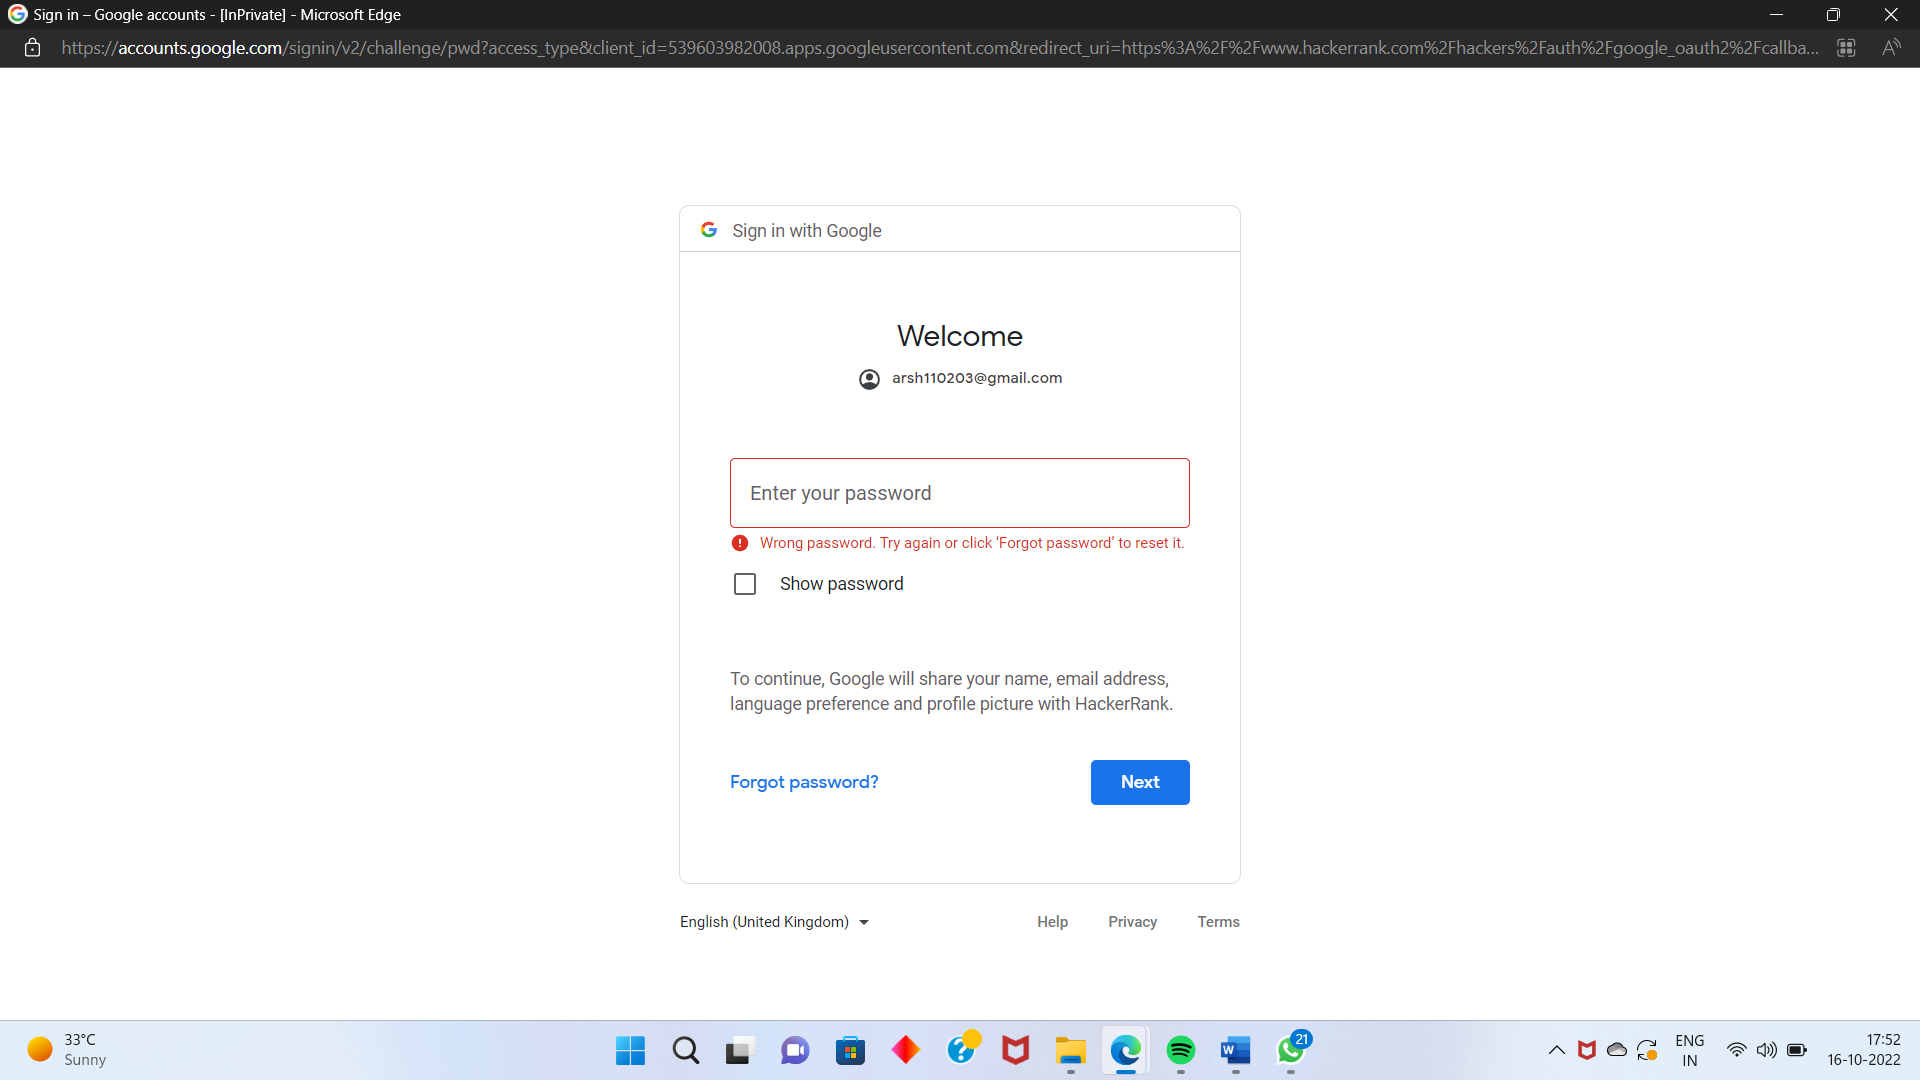 Sign in – Google accounts - [InPrivate] - Microsoft Edge
https://accounts.google.com/signin/v2/challenge/pwd?access_type&client_id=539603982008.apps.googleusercontent.com&redirect_uri=https%3A%2F%2Fwww.hackerrank.com%2Fhackers%2Fauth%2Fgoogle_oauth2%2Fcallba...
Sign in with Google
Welcome
arsh110203@gmail.com
Enter your password
Wrong password. Try again or click ‘Forgot password’ to reset it.
Show password
To continue, Google will share your name, email address,
language preference and profile picture with HackerRank.
Forgot password?
Next
English (United Kingdom)
Help
Privacy
Terms
33°C
Sunny
21
ENG
IN
17:52
16-10-2022